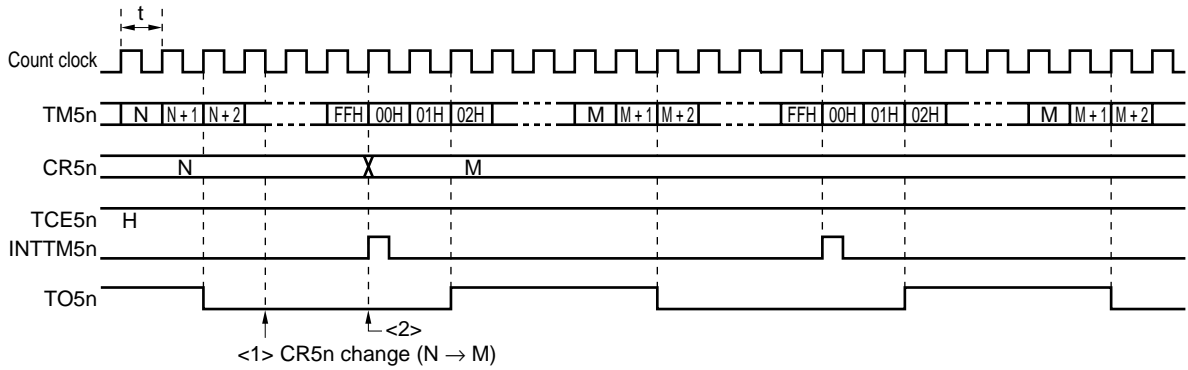 t
Count clock
TM5n N N + 1 N + 2 FFH 00H 01H 02H M M + 1 M + 2 FFH 00H 01H 02H M M + 1 M + 2
CR5n N M
TCE5n H
INTTM5n
TO5n
<2>
<1> CR5n change (N → M)